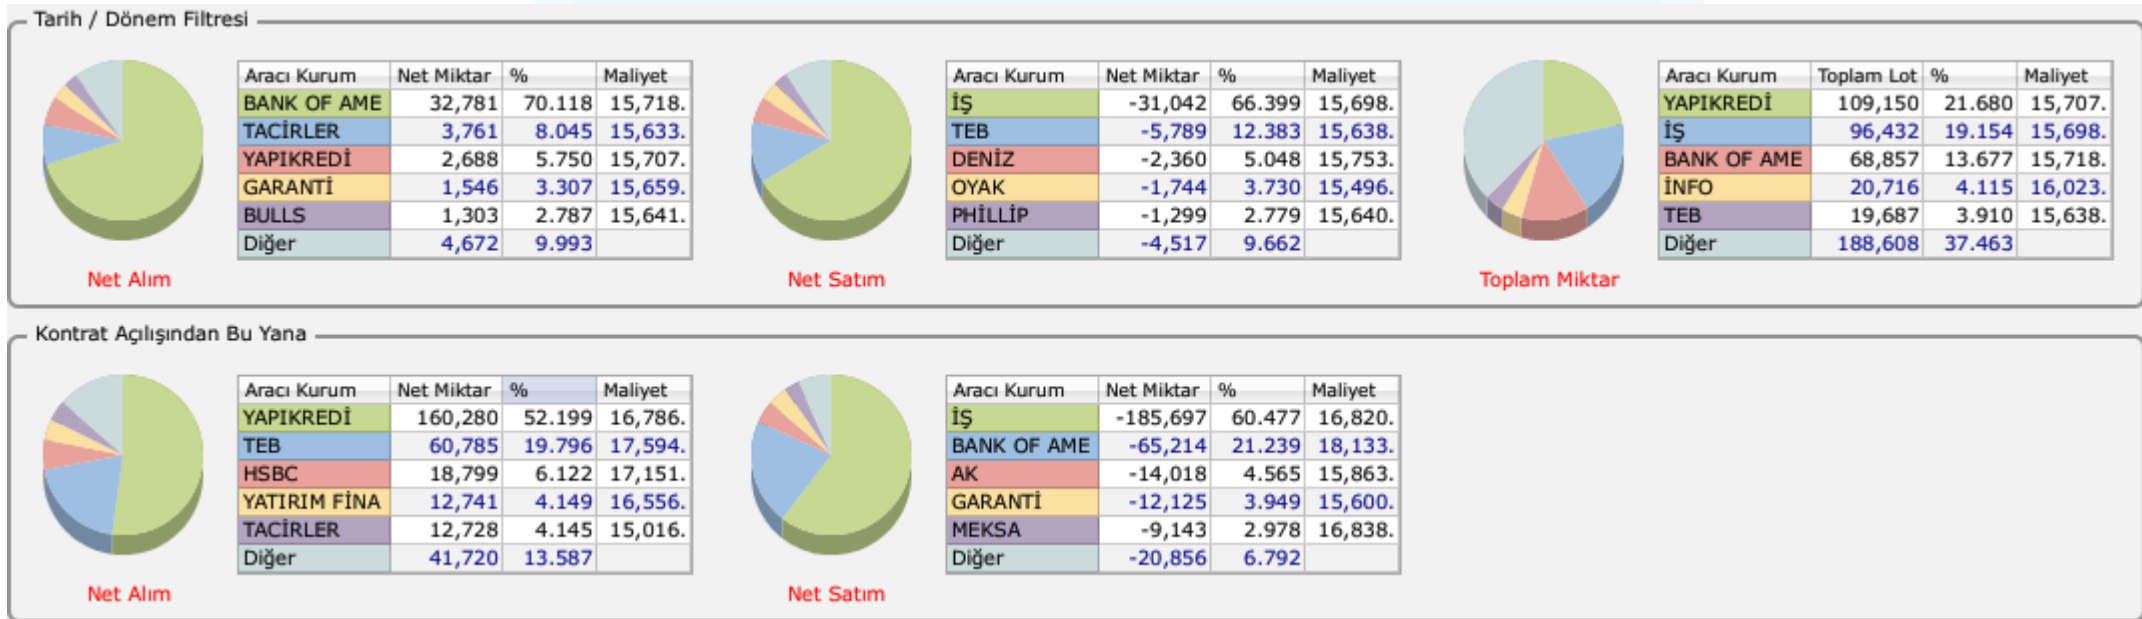 Tarih / Dönem Filtresi
Aracı Kurum Net Miktar % Maliyet
BANK OF AME 32,781 70.118 15,718.
TACİRLER 3,761 8.045 15,633.
YAPIKREDİ 2,688 5.750 15,707.
GARANTİ 1,546 3.307 15,659.
BULLS 1,303 2.787 15,641.
Diğer 4,672 9.993
Net Alım
Aracı Kurum Net Miktar % Maliyet
İŞ -31,042 66.399 15,698.
TEB -5,789 12.383 15,638.
DENİZ -2,360 5.048 15,753.
OYAK -1,744 3.730 15,496.
PHİLLİP -1,299 2.779 15,640.
Diğer -4,517 9.662
Net Satım
Aracı Kurum Toplam Lot % Maliyet
YAPIKREDİ 109,150 21.680 15,707.
İŞ 96,432 19.154 15,698.
BANK OF AME 68,857 13.677 15,718.
İNFO 20,716 4.115 16,023.
TEB 19,687 3.910 15,638.
Diğer 188,608 37.463
Toplam Miktar
Kontrat Açılışından Bu Yana
Aracı Kurum Net Miktar % Maliyet
YAPIKREDİ 160,280 52.199 16,786.
TEB 60,785 19.796 17,594.
HSBC 18,799 6.122 17,151.
YATIRIM FİNA 12,741 4.149 16,556.
TACİRLER 12,728 4.145 15,016.
Diğer 41,720 13.587
Net Alım
Aracı Kurum Net Miktar % Maliyet
İŞ -185,697 60.477 16,820.
BANK OF AME -65,214 21.239 18,133.
AK -14,018 4.565 15,863.
GARANTİ -12,125 3.949 15,600.
MEKSA -9,143 2.978 16,838.
Diğer -20,856 6.792
Net Satım